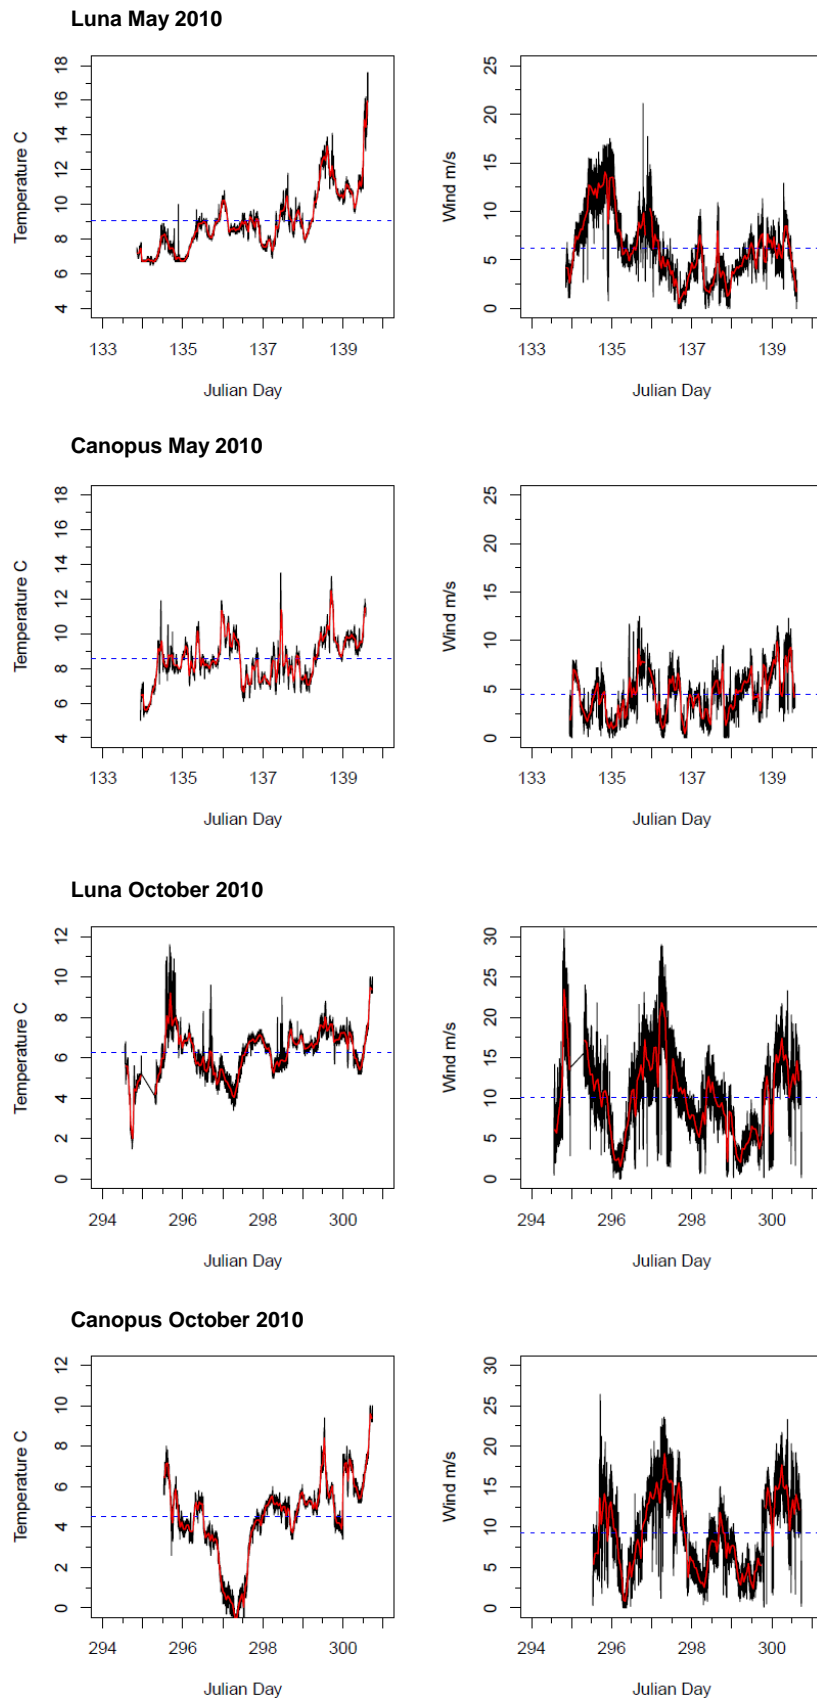 Luna May 2010
Temperature C
4 6 8 10 12 14 16 18
133 135 137 139
Julian Day
Wind m/s
0 5 10 15 20 25
133 135 137 139
Julian Day
Canopus May 2010
Temperature C
4 6 8 10 12 14 16 18
133 135 137 139
Julian Day
Wind m/s
0 5 10 15 20 25
133 135 137 139
Julian Day
Luna October 2010
Temperature C
0 2 4 6 8 10 12
294 296 298 300
Julian Day
Wind m/s
0 5 10 15 20 25 30
294 296 298 300
Julian Day
Canopus October 2010
Temperature C
0 2 4 6 8 10 12
294 296 298 300
Julian Day
Wind m/s
0 5 10 15 20 25 30
294 296 298 300
Julian Day